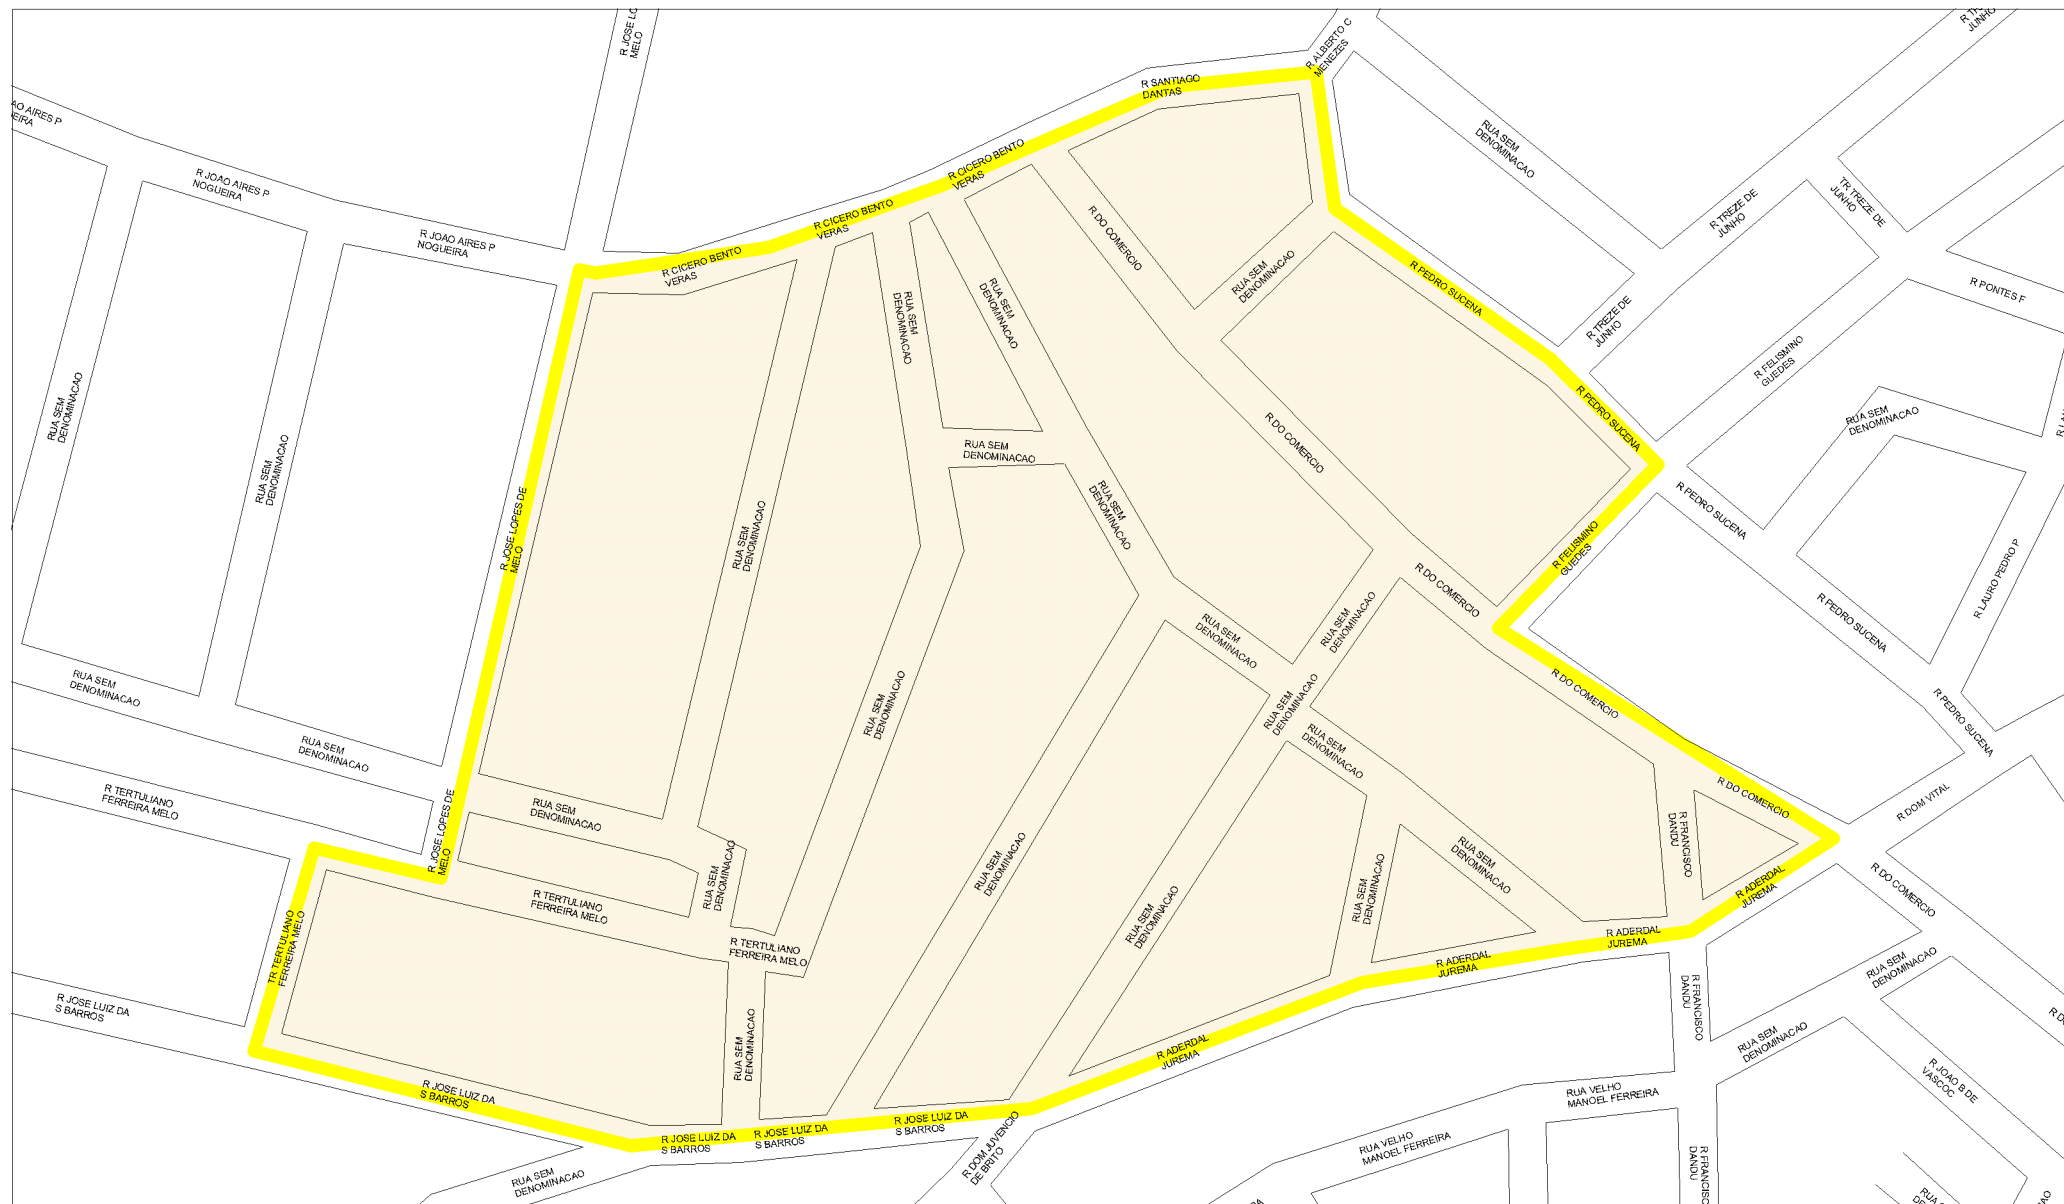 R JOSE LO
MELO
R ALBERTO C
MENEZES
R TR
JUNHO
AO AIRES P
EIRA
R SANTIAGO
DANTAS
RUA SEM
DENOMINACAO
R CICERO BENTO
VERAS
R JOAO AIRES P
NOGUEIRA
TR TREZE DE
JUNHO
R TREZE DE
JUNHO
R CICERO BENTO
VERAS
R DO COMERCIO
R JOAO AIRES P
NOGUEIRA
R CICERO BENTO
VERAS
RUA SEM
DENOMINACAO
R PEDRO SUCENA
R PONTES F
RUA SEM
DENOMINACAO
RUA SEM
DENOMINACAO
R TREZE DE
JUNHO
R FELISMINO
GUEDES
RUA SEM
DENOMINACAO
R PEDRO SUCENA
RUA SEM
DENOMINACAO
R DO COMERCIO
RUA SEM
DENOMINACAO
RUA SEM
DENOMINACAO
R JOSE LOPES DE
MELO
RUA SEM
DENOMINACAO
RUA SEM
DENOMINACAO
R PEDRO SUCENA
R FELISMINO
GUEDES
R LAURO PEDRO P
R DO COMERCIO
R PEDRO SUCENA
RUA SEM
DENOMINACAO
RUA SEM
DENOMINACAO
RUA SEM
DENOMINACAO
RUA SEM
DENOMINACAO
R DO COMERCIO
RUA SEM
DENOMINACAO
R PEDRO SUCENA
RUA SEM
DENOMINACAO
RUA SEM
DENOMINACAO
R TERTULIANO
FERREIRA MELO
R JOSE LOPES DE
MELO
RUA SEM
DENOMINACAO
R DO COMERCIO
R DOM VITAL
R FRANCISCO
DANDU
RUA SEM
DENOMINACAO
RUA SEM
DENOMINACAO
RUA SEM
DENOMINACAO
RUA SEM
DENOMINACAO
R ADERDAL
JUREMA
R DO COMERCIO
R TERTULIANO
FERREIRA MELO
RUA SEM
DENOMINACAO
TR TERTULIANO
FERREIRA MELO
R TERTULIANO
FERREIRA MELO
R ADERDAL
JUREMA
R ADERDAL
JUREMA
RUA SEM
DENOMINACAO
R JOSE LUIZ DA
S BARROS
R FRANCISCO
DANDU
RUA SEM
DENOMINACAO
RUA SEM
DENOMINACAO
R ADERDAL
JUREMA
R JOSE LUIZ DA
S BARROS
R JOAO B DE
VASCOC
RUA VELHO
MANOEL FERREIRA
R JOSE LUIZ DA
S BARROS
R JOSE LUIZ DA
S BARROS
R JOSE LUIZ DA
S BARROS
R DOM JUVENCIO
DE BRITO
RUA VELHO
MANOEL FERREIRA
RUA SEM
DENOMINACAO
R FRANCISC
DANDU